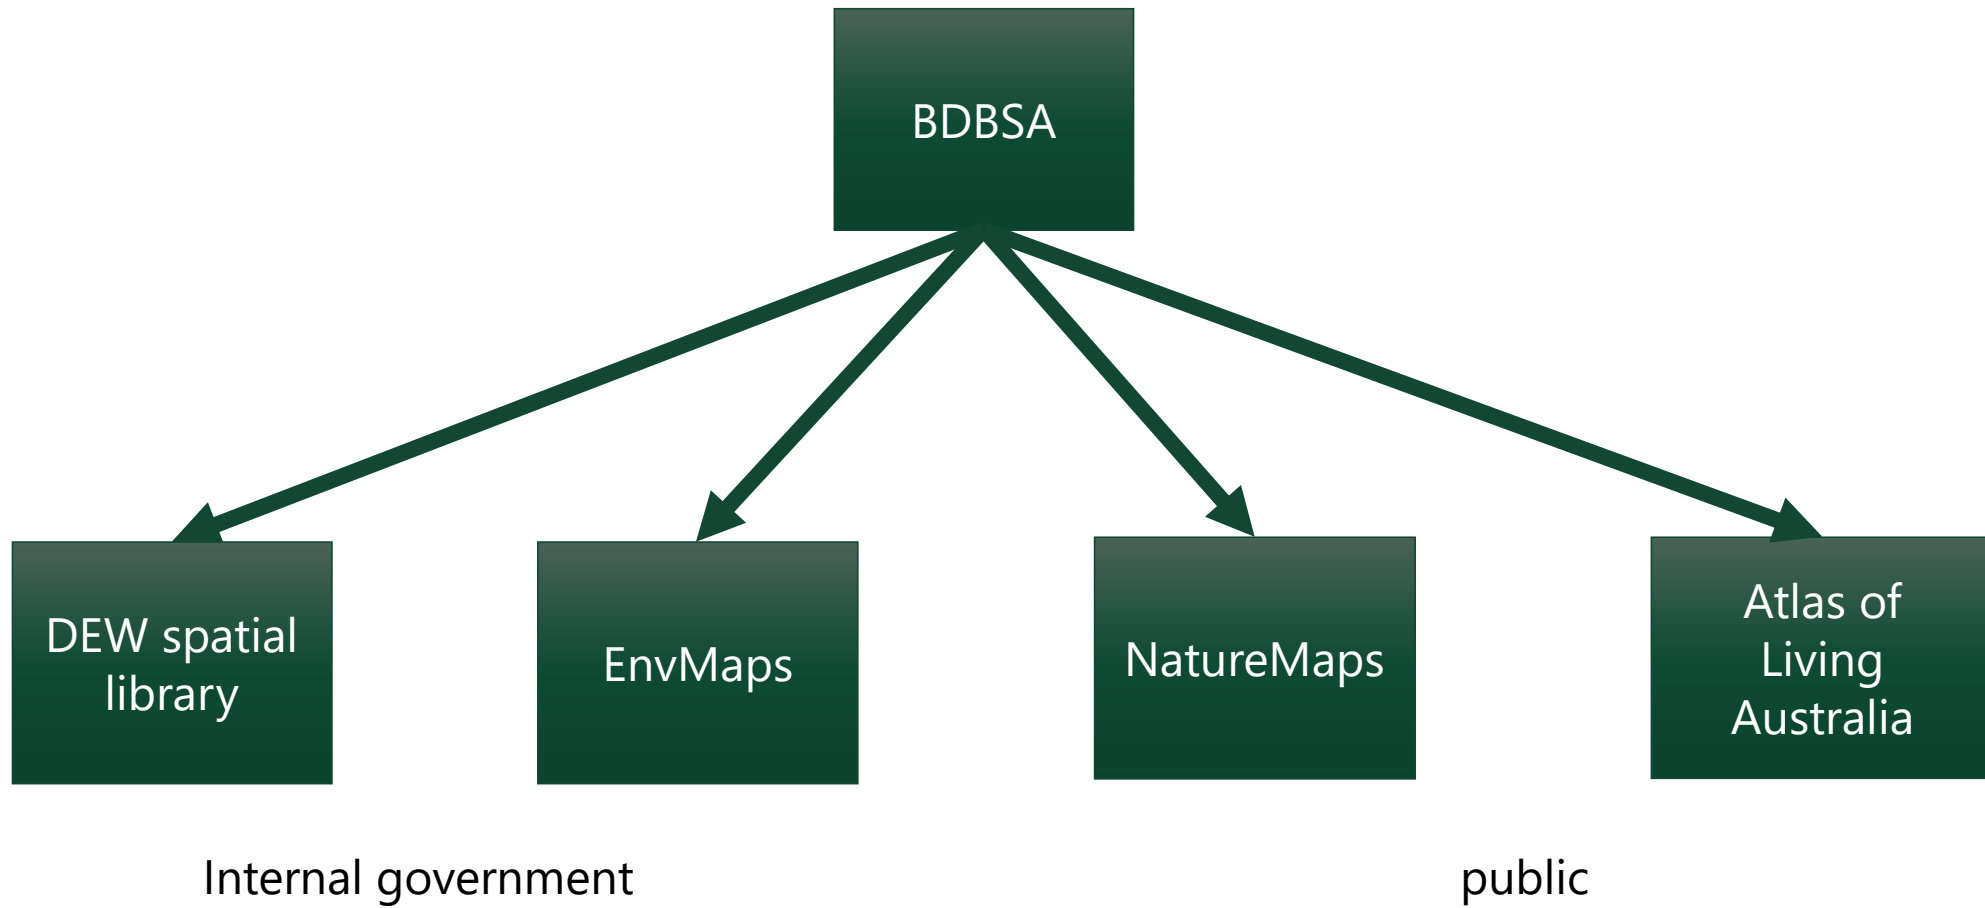 BDBSA
DEW spatial
library
EnvMaps
NatureMaps
Atlas of
Living
Australia
Internal government
public